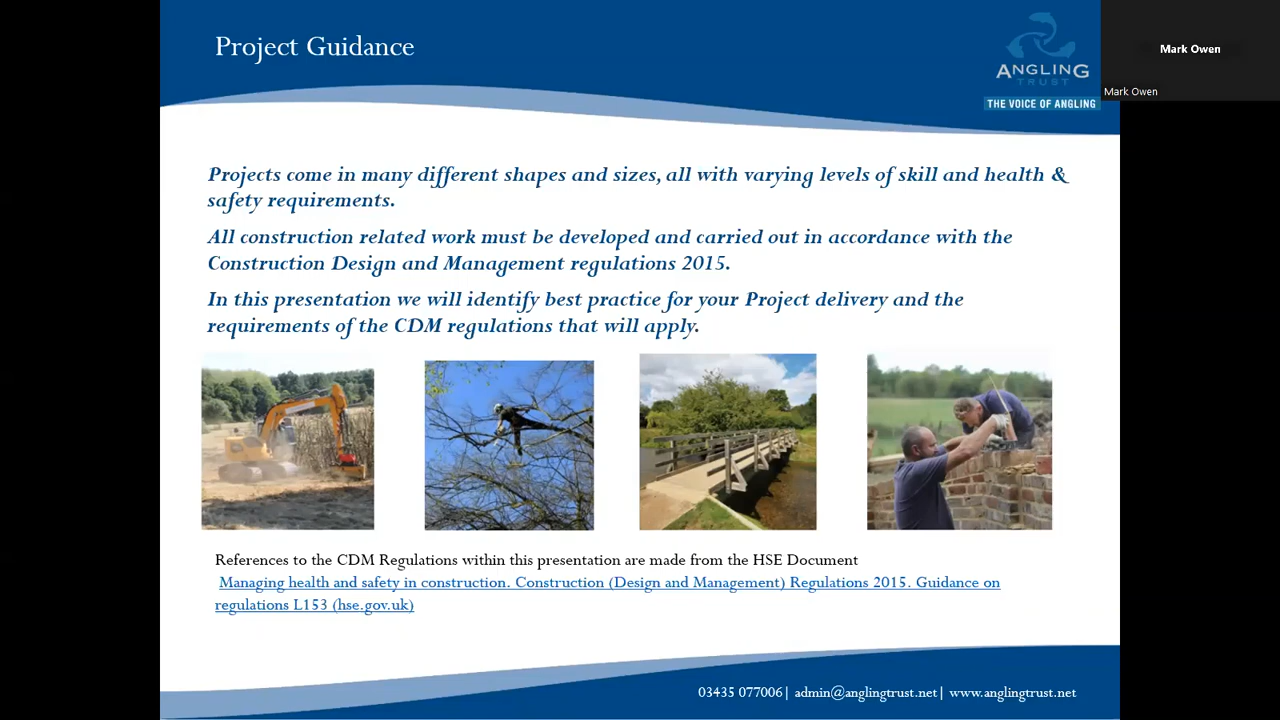 Project Guidance
ANGLING
TRUST
THE VOICE OF ANGLING
Mark Owen
Mark Owen
Projects come in many different shapes and sizes, all with varying levels of skill and health &
safety requirements.
All construction related work must be developed and carried out in accordance with the
Construction Design and Management regulations 2015.
In this presentation we will identify best practice for your Project delivery and the
requirements of the CDM regulations that will apply.
References to the CDM Regulations within this presentation are made from the HSE Document
Managing health and safety in construction. Construction (Design and Management) Regulations 2015. Guidance on
regulations L153 (hse.gov.uk)
03435 077006| admin@anglingtrust.net| www.anglingtrust.net